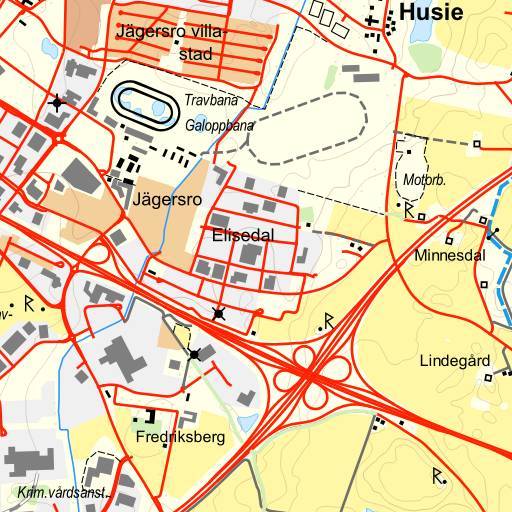 Husie
Jägersro villa-
stad
Travbana
Galoppbana
Motorb.
Jägersro
Elisedal
Minnesdal
R
R
R
R
Lindegård
Fredriksberg
Krim.vårdsanst.